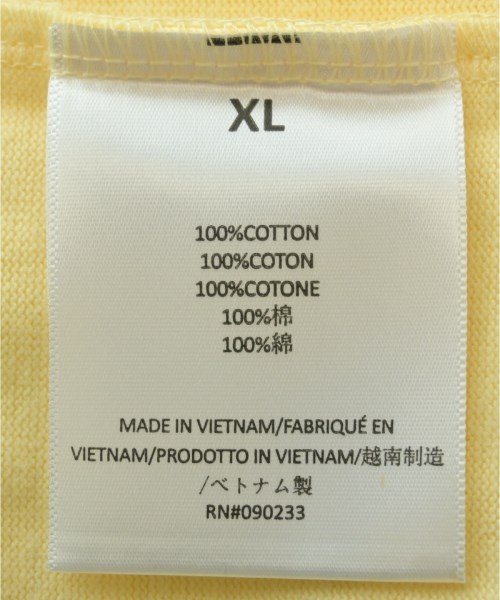 XL
100%COTTON
100%COTON
100%COTONE
100%棉
100%綿
MADE IN VIETNAM/FABRIQUÉ EN
VIETNAM/PRODOTTO IN VIETNAM/越南制造
/ベトナム製
RN#090233